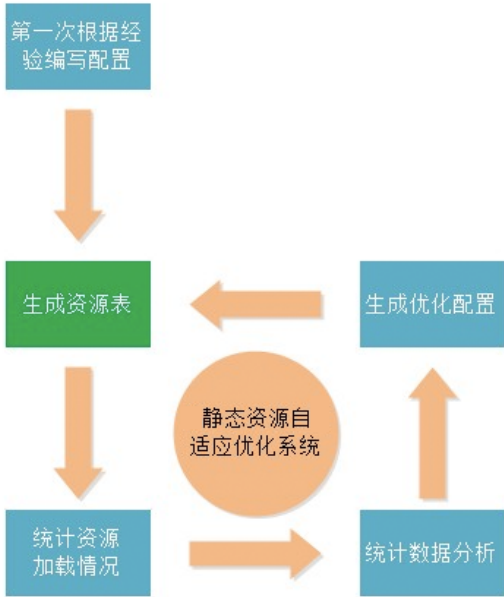 第一次根据经
验编写配置
生成资源表
生成优化配置
静态资源自
适应优化系统
统计资源
加载情况
统计数据分析